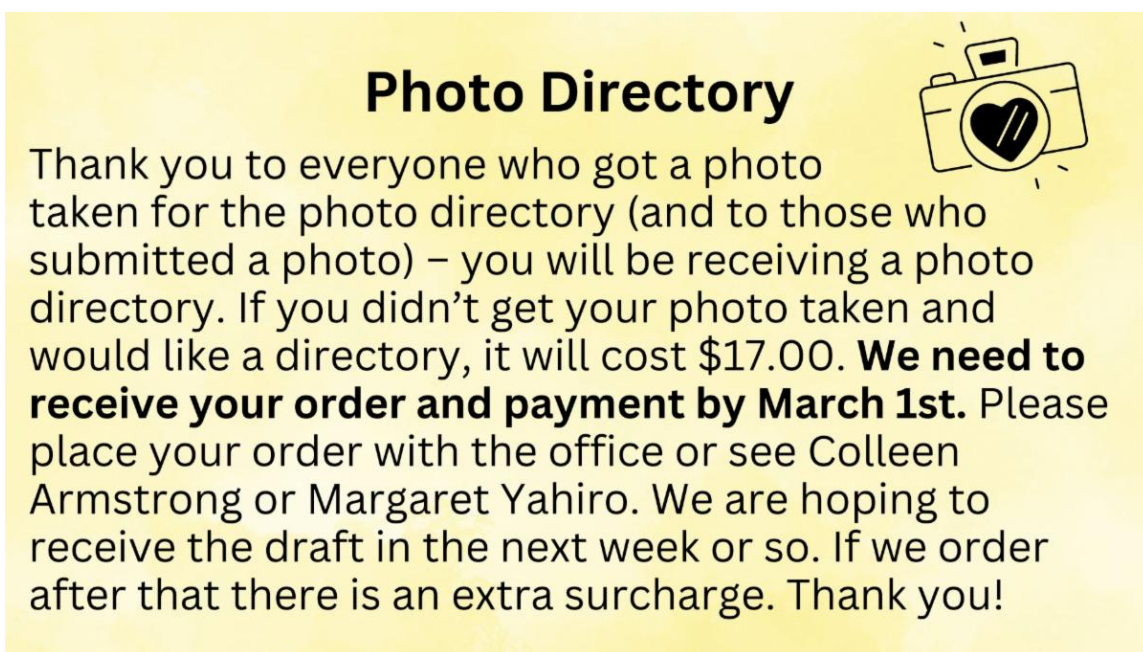 Photo Directory
Thank you to everyone who got a photo
taken for the photo directory (and to those who
submitted a photo) – you will be receiving a photo
directory. If you didn’t get your photo taken and
would like a directory, it will cost $17.00. We need to
receive your order and payment by March 1st. Please
place your order with the office or see Colleen
Armstrong or Margaret Yahiro. We are hoping to
receive the draft in the next week or so. If we order
after that there is an extra surcharge. Thank you!